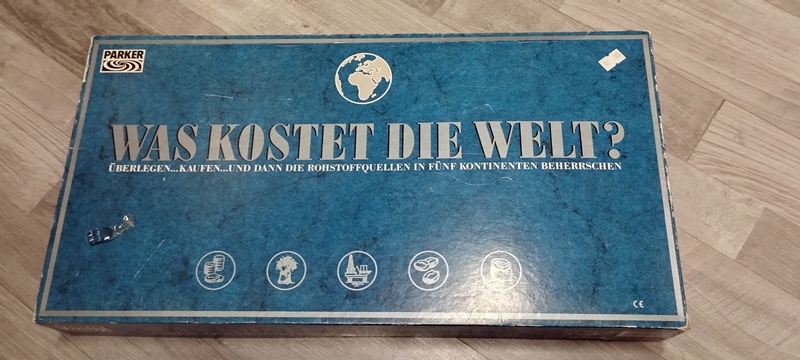 PARKER
WAS KOSTET DIE WELT?
ÜBERLEGEN...KAUFEN...UND DANN DIE ROHSTOFFQUELLEN IN FÜNF KONTINENTEN BEHERRSCHEN
CE